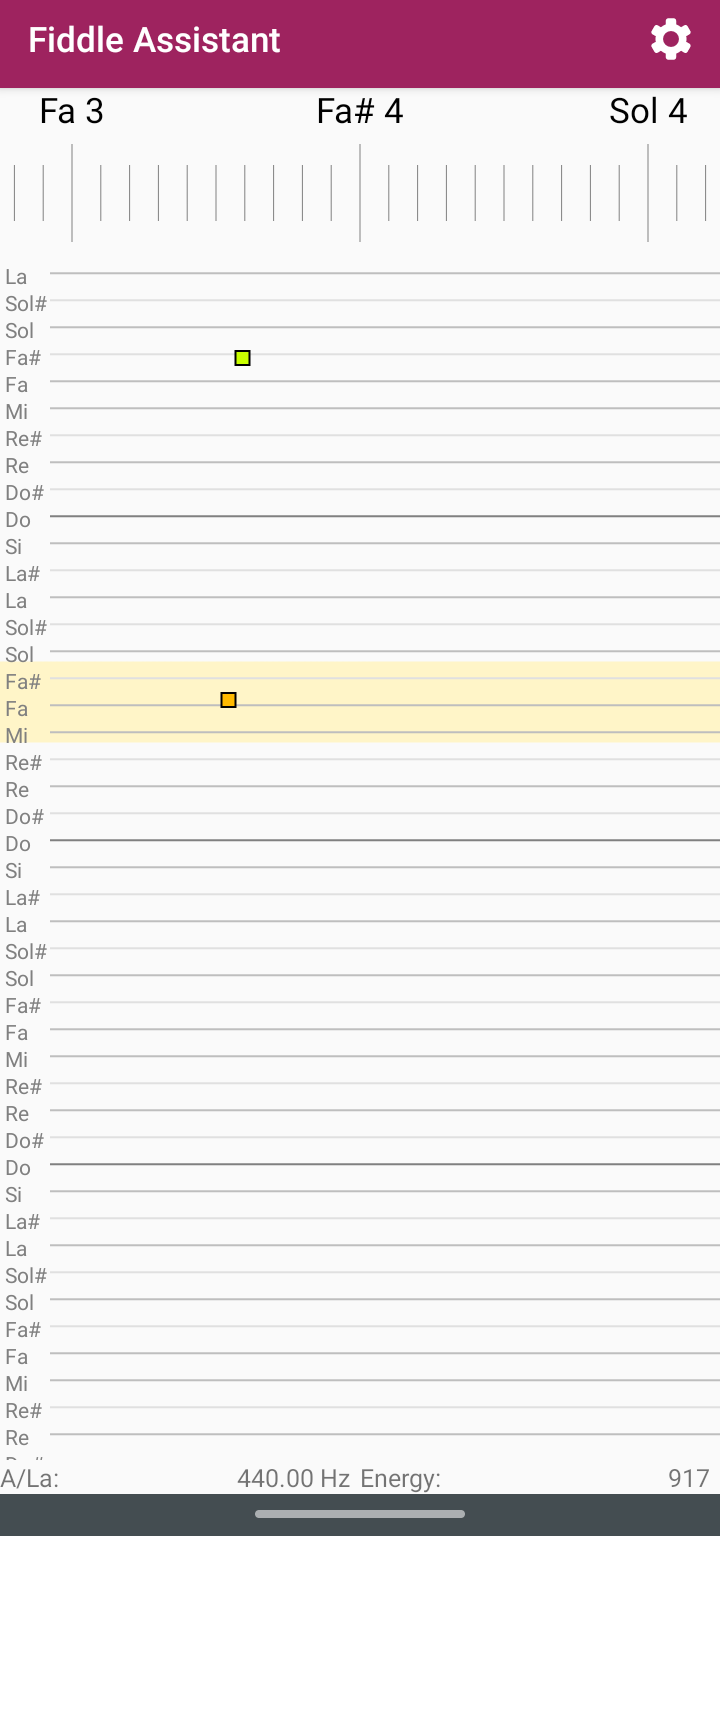 Fiddle Assistant
Fa 3 Fa# 4 Sol 4
La
Sol#
Sol
Fa#
Fa
Mi
Re#
Re
Do#
Do
Si
La#
La
Sol#
Sol
Fa#
Fa
Mi
Re#
Re
Do#
Do
Si
La#
La
Sol#
Sol
Fa#
Fa
Mi
Re#
Re
Do#
Do
Si
La#
La
Sol#
Sol
Fa#
Fa
Mi
Re#
Re
A/La: 440.00 Hz Energy: 917